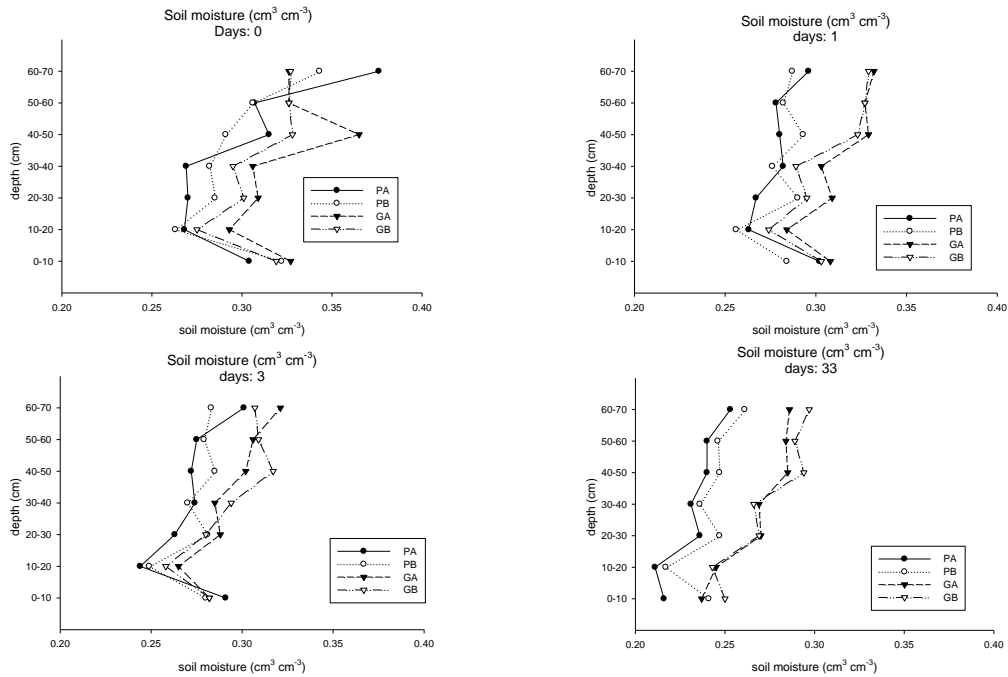 Soil moisture (cm³ cm⁻³)
Days: 0
60-70
50-60
40-50
30-40
20-30
10-20
0-10
depth (cm)
PA
PB
GA
GB
0.20 0.25 0.30 0.35 0.40
soil moisture (cm³ cm⁻³)
Soil moisture (cm³ cm⁻³)
days: 1
60-70
50-60
40-50
30-40
20-30
10-20
0-10
depth (cm)
PA
PB
GA
GB
0.20 0.25 0.30 0.35 0.40
soil moisture (cm³ cm⁻³)
Soil moisture (cm³ cm⁻³)
days: 3
60-70
50-60
40-50
30-40
20-30
10-20
0-10
depth (cm)
PA
PB
GA
GB
0.20 0.25 0.30 0.35 0.40
soil moisture (cm³ cm⁻³)
Soil moisture (cm³ cm⁻³)
days: 33
60-70
50-60
40-50
30-40
20-30
10-20
0-10
depth (cm)
PA
PB
GA
GB
0.20 0.25 0.30 0.35 0.40
soil moisture (cm³ cm⁻³)